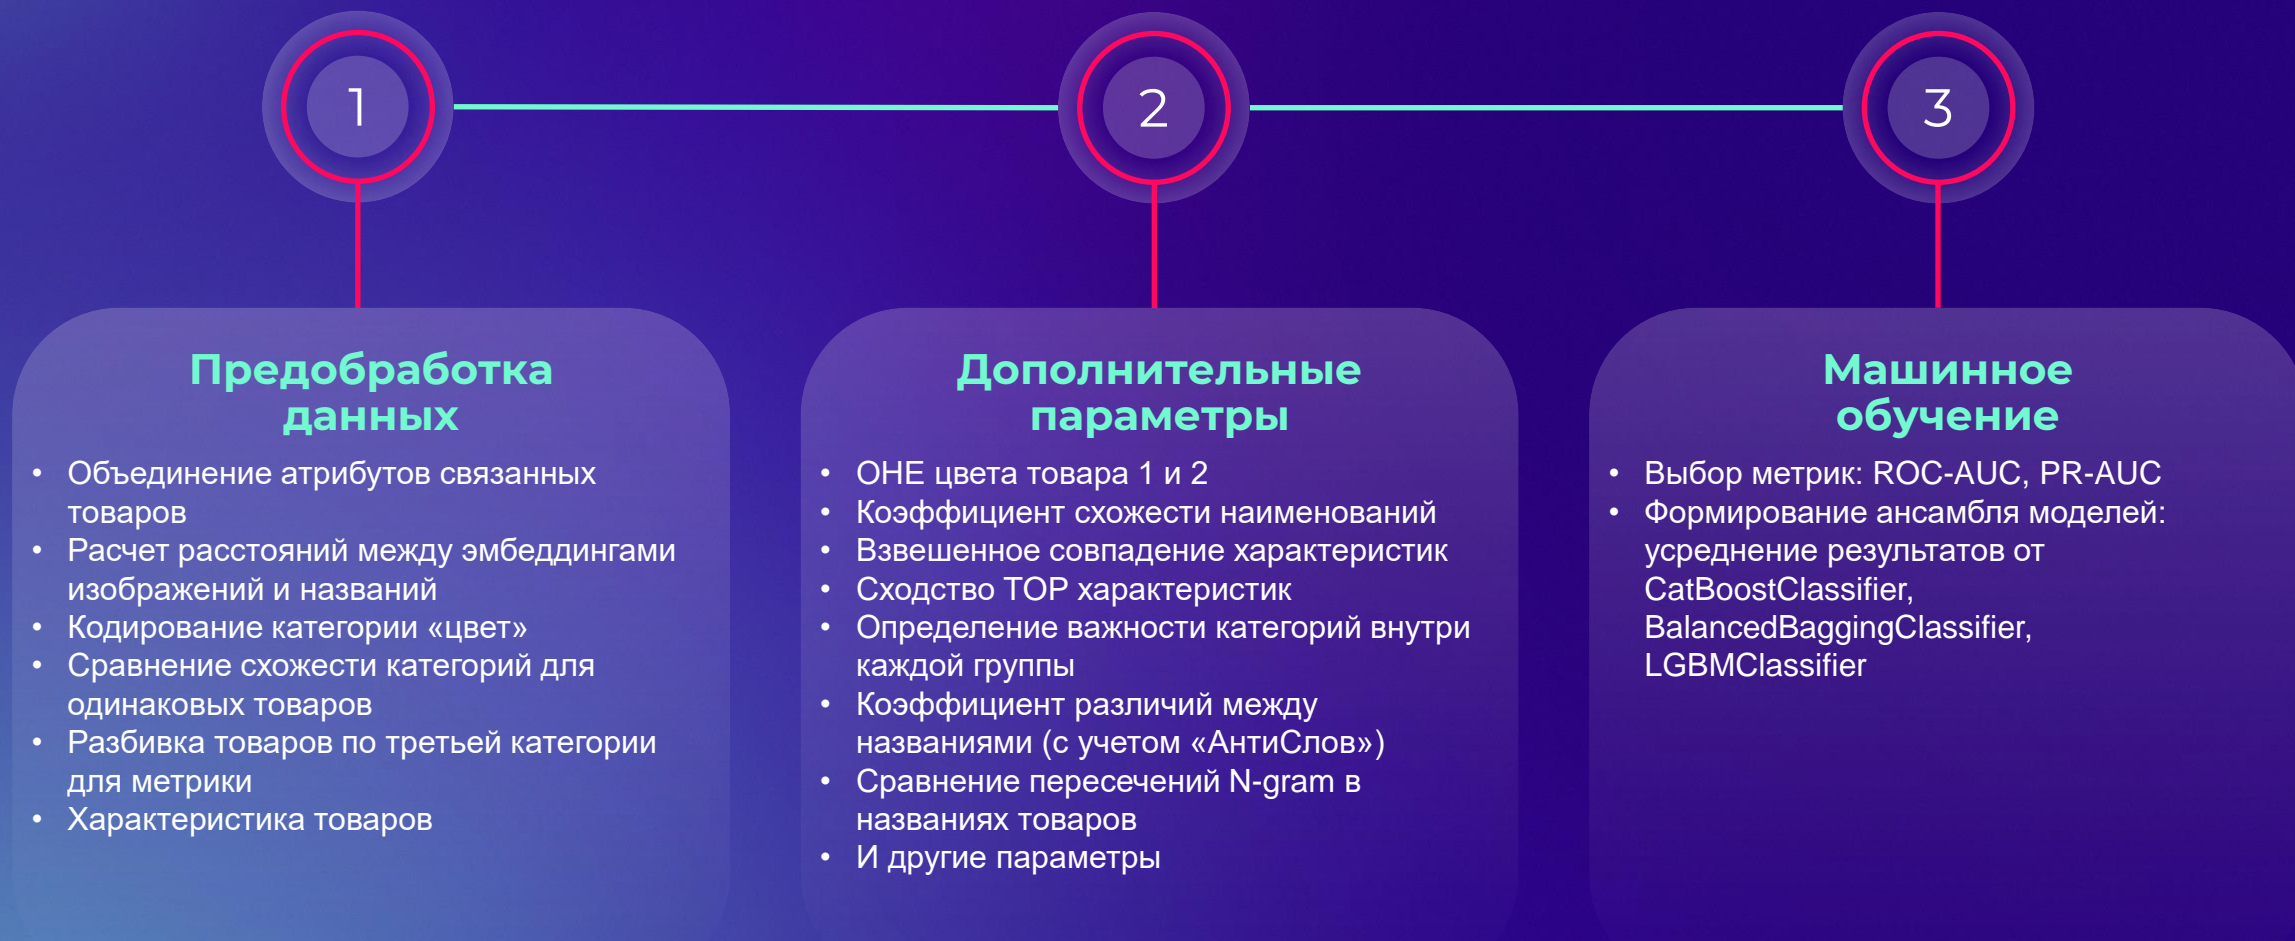 1
2
3
Предобработка
данных
• Объединение атрибутов связанных
товаров
• Расчет расстояний между эмбеддингами
изображений и названий
• Кодирование категории «цвет»
• Сравнение схожести категорий для
одинаковых товаров
• Разбивка товаров по третьей категории
для метрики
• Характеристика товаров
Дополнительные
параметры
• ОНЕ цвета товара 1 и 2
• Коэффициент схожести наименований
• Взвешенное совпадение характеристик
• Сходство TOP характеристик
• Определение важности категорий внутри
каждой группы
• Коэффициент различий между
названиями (с учетом «АнтиСлов»)
• Сравнение пересечений N-gram в
названиях товаров
• И другие параметры
Машинное
обучение
• Выбор метрик: ROC-AUC, PR-AUC
• Формирование ансамбля моделей:
усреднение результатов от
CatBoostClassifier,
BalancedBaggingClassifier,
LGBMClassifier